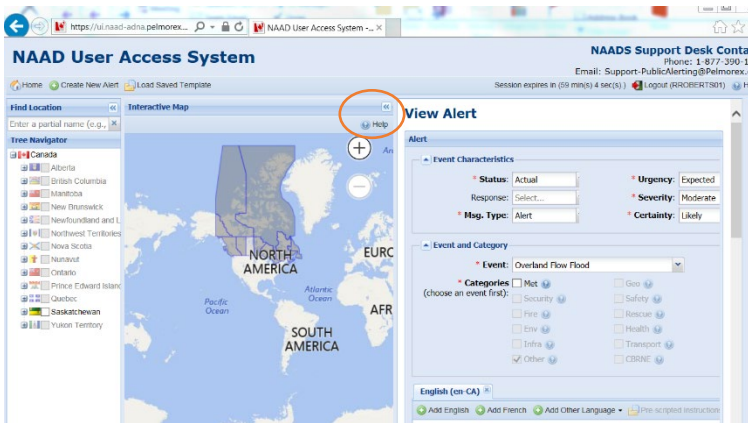 https://ui.naad-adna.pelmorex...
NAAD User Access System -...
NAAD User Access System
NAADS Support Desk Conta
Phone: 1-877-390-1
Email: Support-PublicAlerting@Pelmorex.
Home Create New Alert Load Saved Template
Session expires in (59 min(s) 4 sec(s).) Logout (RROBERTS01) H
Find Location
Enter a partial name (e.g.,
Tree Navigator
Canada
Alberta
British Columbia
Manitoba
New Brunswick
Newfoundland and L
Northwest Territories
Nova Scotia
Nunavut
Ontario
Prince Edward Island
Quebec
Saskatchewan
Yukon Territory
Interactive Map
Help
NORTH
AMERICA
EURC
Atlantic
Ocean
Pacific
Ocean
AFR
SOUTH
AMERICA
View Alert
Alert
Event Characteristics
* Status: Actual
* Urgency: Expected
Response: Select...
* Severity: Moderate
* Msg. Type: Alert
* Certainty: Likely
Event and Category
* Event: Overland Flow Flood
* Categories
(choose an event first):
Met Geo
Security Safety
Fire Rescue
Env Health
Infra Transport
Other CBRNE
English (en-CA)
Add English Add French Add Other Language Pre-scripted Instruction